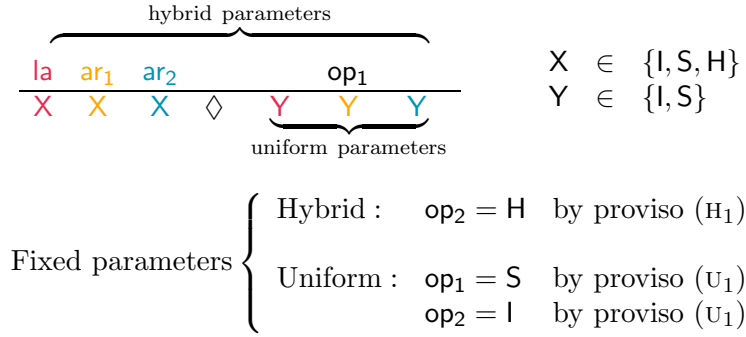 hybrid parameters
la ar₁ ar₂ op₁
X X X ◊ Y Y Y
uniform parameters
X ∈ {I, S, H}
Y ∈ {I, S}
Fixed parameters
Hybrid : op₂ = H by proviso (H₁)
Uniform : op₁ = S by proviso (U₁)
op₂ = I by proviso (U₁)